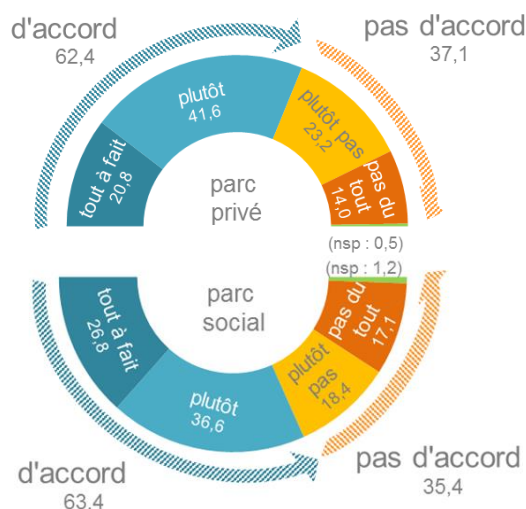 d'accord
62,4
pas d'accord
37,1
tout à fait
20,8
plutôt
41,6
plutôt pas
23,2
pas du
tout
14,0
parc
privé
(nsp : 0,5)
(nsp : 1,2)
parc
social
tout à fait
26,8
plutôt
36,6
plutôt
pas
18,4
pas du
tout
17,1
d'accord
63,4
pas d'accord
35,4